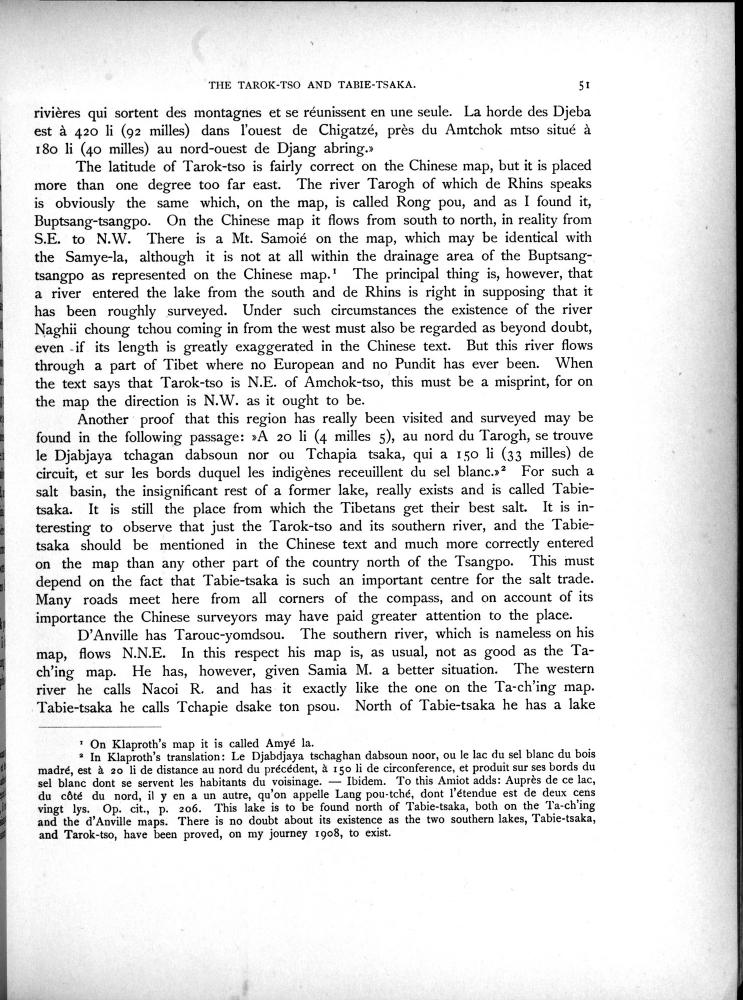 THE TAROK-TSO AND TABIE-TSAKA. 51
rivières qui sortent des montagnes et se réunissent en une seule. La horde des Djeba
est à 420 li (92 milles) dans l'ouest de Chigatzé, près du Amtchok mtso situé à
180 li (40 milles) au nord-ouest de Djang abring.»
The latitude of Tarok-tso is fairly correct on the Chinese map, but it is placed
more than one degree too far east. The river Tarogh of which de Rhins speaks
is obviously the same which, on the map, is called Rong pou, and as I found it,
Buptsang-tsangpo. On the Chinese map it flows from south to north, in reality from
S.E. to N.W. There is a Mt. Samoié on the map, which may be identical with
the Samye-la, although it is not at all within the drainage area of the Buptsang-
tsangpo as represented on the Chinese map.¹ The principal thing is, however, that
a river entered the lake from the south and de Rhins is right in supposing that it
has been roughly surveyed. Under such circumstances the existence of the river
Naghii choung tchou coming in from the west must also be regarded as beyond doubt,
even if its length is greatly exaggerated in the Chinese text. But this river flows
through a part of Tibet where no European and no Pundit has ever been. When
the text says that Tarok-tso is N.E. of Amchok-tso, this must be a misprint, for on
the map the direction is N.W. as it ought to be.
Another proof that this region has really been visited and surveyed may be
found in the following passage: »A 20 li (4 milles 5), au nord du Tarogh, se trouve
le Djabjaya tchagan dabsoun nor ou Tchapia tsaka, qui a 150 li (33 milles) de
circuit, et sur les bords duquel les indigènes receuillent du sel blanc.»² For such a
salt basin, the insignificant rest of a former lake, really exists and is called Tabie-
tsaka. It is still the place from which the Tibetans get their best salt. It is in-
teresting to observe that just the Tarok-tso and its southern river, and the Tabie-
tsaka should be mentioned in the Chinese text and much more correctly entered
on the map than any other part of the country north of the Tsangpo. This must
depend on the fact that Tabie-tsaka is such an important centre for the salt trade.
Many roads meet here from all corners of the compass, and on account of its
importance the Chinese surveyors may have paid greater attention to the place.
D'Anville has Tarouc-yomdsou. The southern river, which is nameless on his
map, flows N.N.E. In this respect his map is, as usual, not as good as the Ta-
ch'ing map. He has, however, given Samia M. a better situation. The western
river he calls Nacoi R. and has it exactly like the one on the Ta-ch'ing map.
Tabie-tsaka he calls Tchapie dsake ton psou. North of Tabie-tsaka he has a lake
¹ On Klaproth's map it is called Amyé la.
² In Klaproth's translation: Le Djabdjaya tschaghan dabsoun noor, ou le lac du sel blanc du bois
madré, est à 20 li de distance au nord du précédent, à 150 li de circonference, et produit sur ses bords du
sel blanc dont se servent les habitants du voisinage. — Ibidem. To this Amiot adds: Auprès de ce lac,
du côté du nord, il y en a un autre, qu'on appelle Lang pou-tché, dont l'étendue est de deux cens
vingt lys. Op. cit., p. 206. This lake is to be found north of Tabie-tsaka, both on the Ta-ch'ing
and the d'Anville maps. There is no doubt about its existence as the two southern lakes, Tabie-tsaka,
and Tarok-tso, have been proved, on my journey 1908, to exist.